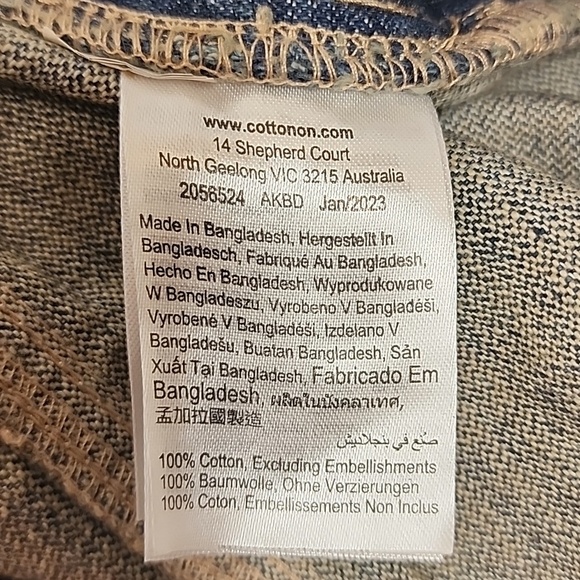 www.cottonon.com
14 Shepherd Court
North Geelong VIC 3215 Australia
2056524 AKBD Jan/2023
Made In Bangladesh, Hergestellt In
Bangladesch, Fabriqué Au Bangladesh,
Hecho En Bangladesh, Wyprodukowane
W Bangladeszu, Vyrobeno V Bangladéši,
Vyrobené V Bangladéši, Izdelano V
Bangladešu, Buatan Bangladesh, Sản
Xuất Tại Bangladesh, Fabricado Em
Bangladesh, ผลิตในบังคลาเทศ,
孟加拉國製造
صنع في بنجلاديش
100% Cotton, Excluding Embellishments
100% Baumwolle, Ohne Verzierungen
100% Coton, Embellissements Non Inclus